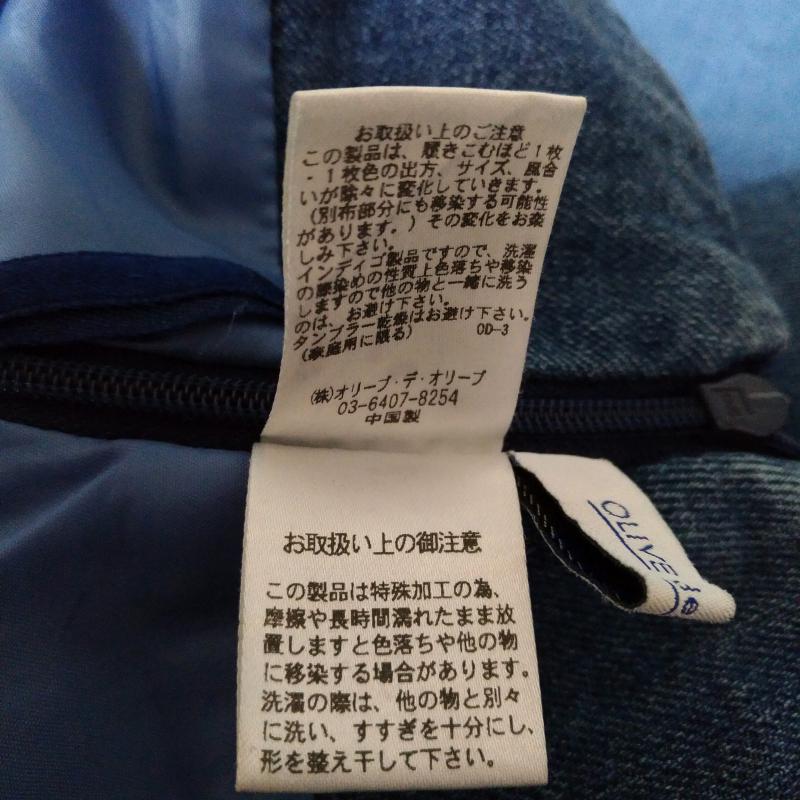 お取扱い上のご注意
この製品は、履きこむほど1枚
・1枚色の出方、サイズ、風合
いが除々に変化していきます。
(別布部分にも移染する可能性
があります。)その変化をお楽
しみ下さい。
インディゴ製品ですので、洗濯
の際染めの性質上色落ちや移染
しますので他の物と一緒に洗う
のは、お避け下さい。
タンブラー乾燥はお避け下さい。
(家庭用に限る) OD-3
(株)オリーブ・デ・オリーブ
03-6407-8254
中国製
お取扱い上の御注意
この製品は特殊加工の為、
摩擦や長時間濡れたまま放
置しますと色落ちや他の物
に移染する場合があります。
洗濯の際は、他の物と別々
に洗い、すすぎを十分にし、
形を整え干して下さい。
OLIVE